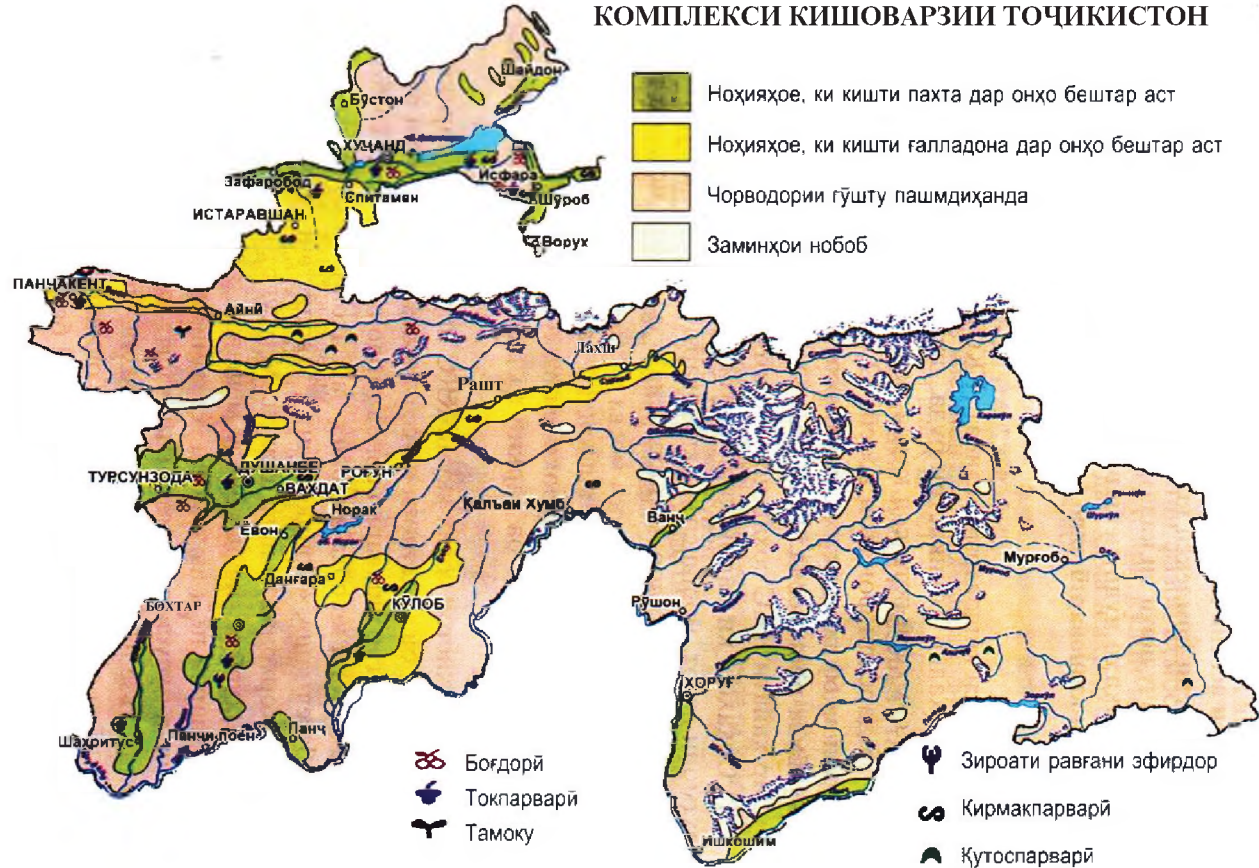 КОМПЛЕКСИ КИШОВАРЗИИ ТОҶИКИСТОН
Ноҳияҳое, ки кишти пахта дар онҳо бештар аст
Ноҳияҳое, ки кишти ғалладона дар онҳо бештар аст
Чорводории гӯшту пашмдиҳанда
Заминҳои нобоб
Шайдон
Бӯстон
ХУҶАНД
Исфара
Зафаробод
Спитамен
Шӯроб
ИСТАРАВШАН
Ворух
ПАНҶАКЕНТ
Айнӣ
Лахш
Рашт
ДУШАНБЕ
РОҒУН
ТУРСУНЗОДА
ВАҲДАТ
Норак
Қалъаи Хумб
Ванҷ
Ёвон
Мурғоб
Данғара
БОХТАР
КӮЛОБ
Рӯшон
ХОРУҒ
Шаҳритус
Панҷи поён
Панҷ
Ишкошим
Боғдорӣ
Токпарварӣ
Тамоку
Зироати равғани эфирдор
Кирмакпарварӣ
Қутоспарварӣ